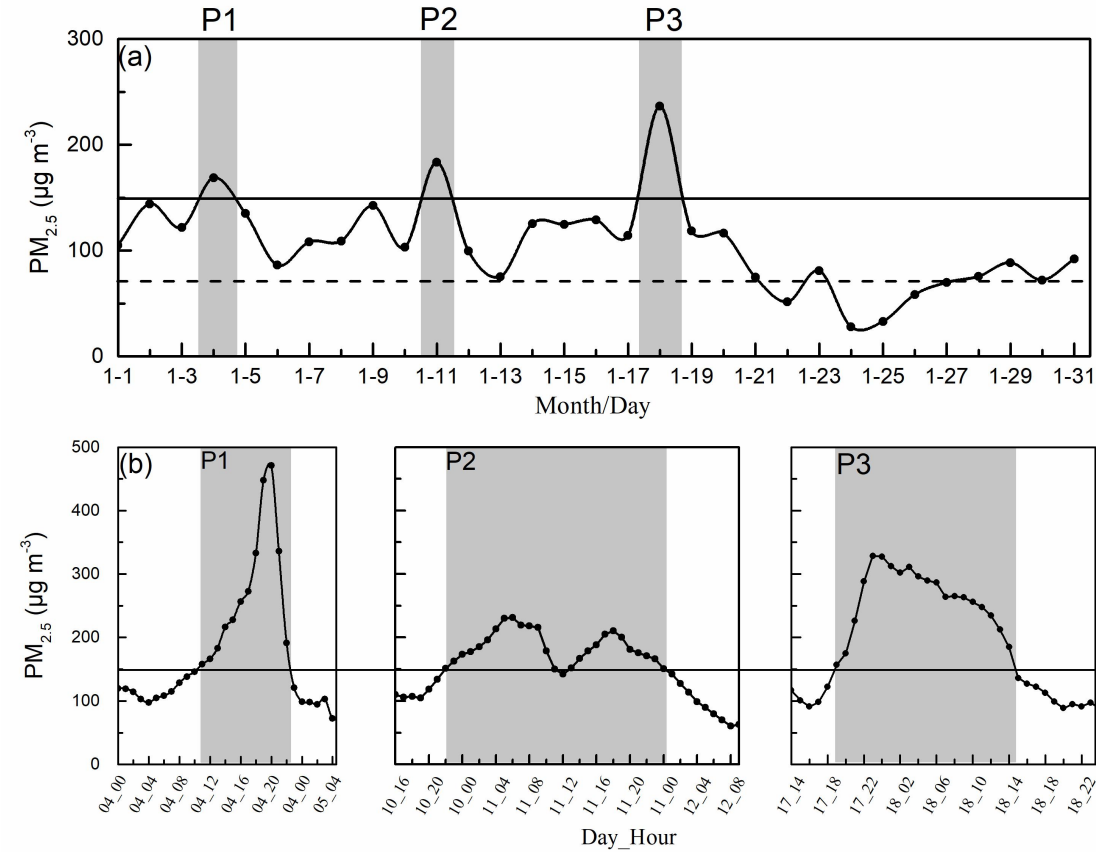 P1 P2 P3
(a)
300
200
100
0
PM2.5 (μg m-3)
1-1 1-3 1-5 1-7 1-9 1-11 1-13 1-15 1-17 1-19 1-21 1-23 1-25 1-27 1-29 1-31
Month/Day
(b) P1 P2 P3
500
400
300
200
100
0
PM2.5 (μg m-3)
04_00 04_04 04_08 04_12 04_16 04_20 04_00 05_04 10_16 10_20 10_00 11_04 11_08 11_12 11_16 11_20 11_00 12_04 12_08 17_14 17_18 17_22 18_02 18_06 18_10 18_14 18_18 18_22
Day_Hour